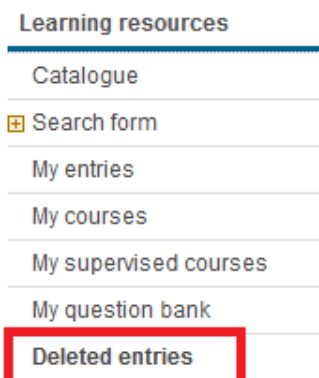 Learning resources
Catalogue
Search form
My entries
My courses
My supervised courses
My question bank
Deleted entries